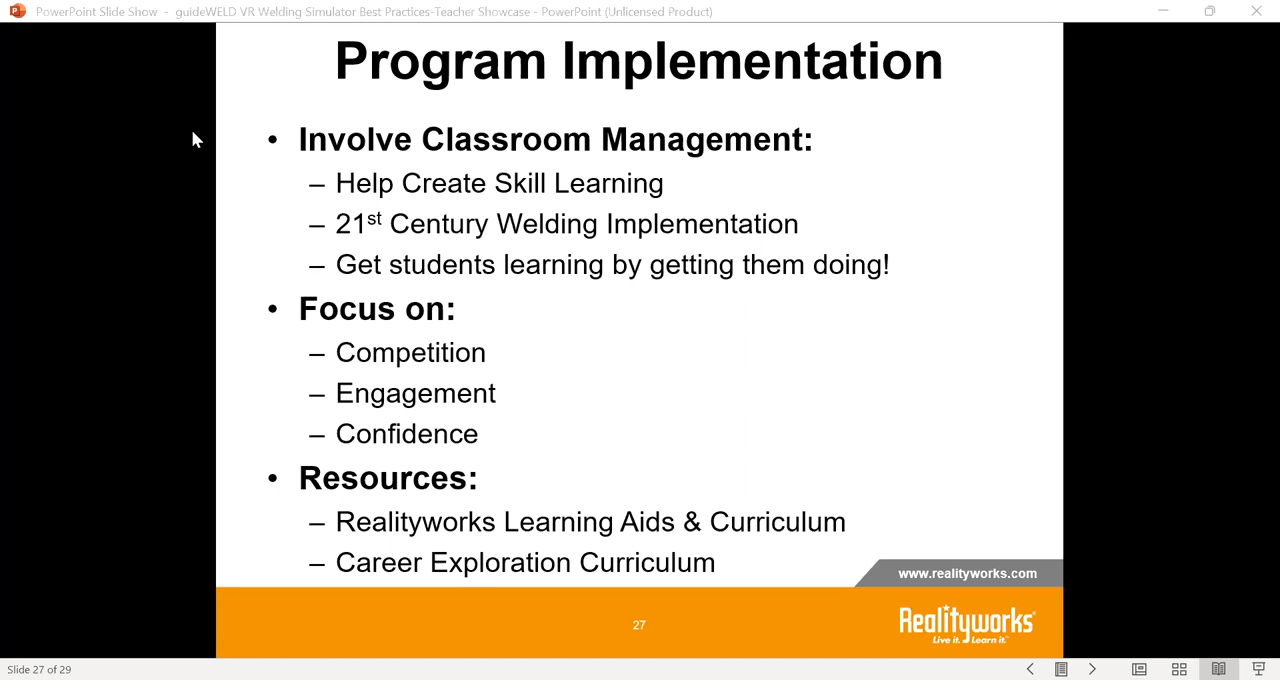 PowerPoint Slide Show - guideWELD VR Welding Simulator Best Practices-Teacher Showcase - PowerPoint (Unlicensed Product)
Program Implementation
• Involve Classroom Management:
– Help Create Skill Learning
– 21st Century Welding Implementation
– Get students learning by getting them doing!
• Focus on:
– Competition
– Engagement
– Confidence
• Resources:
– Realityworks Learning Aids & Curriculum
– Career Exploration Curriculum
www.realityworks.com
27
Realityworks
Live it. Learn it.
Slide 27 of 29